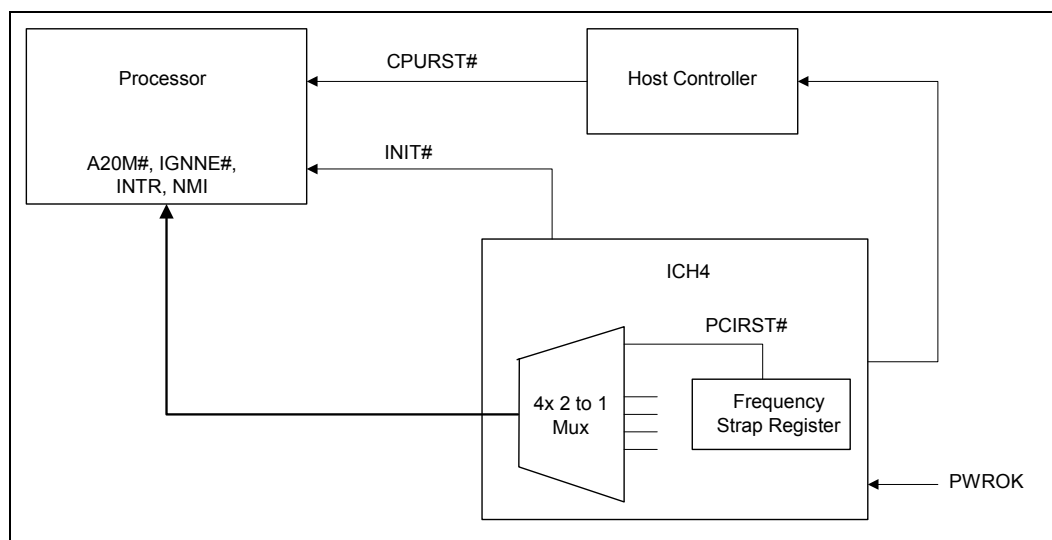 Processor
CPURST#
Host Controller
INIT#
A20M#, IGNNE#,
INTR, NMI
ICH4
PCIRST#
4x 2 to 1
Mux
Frequency
Strap Register
PWROK